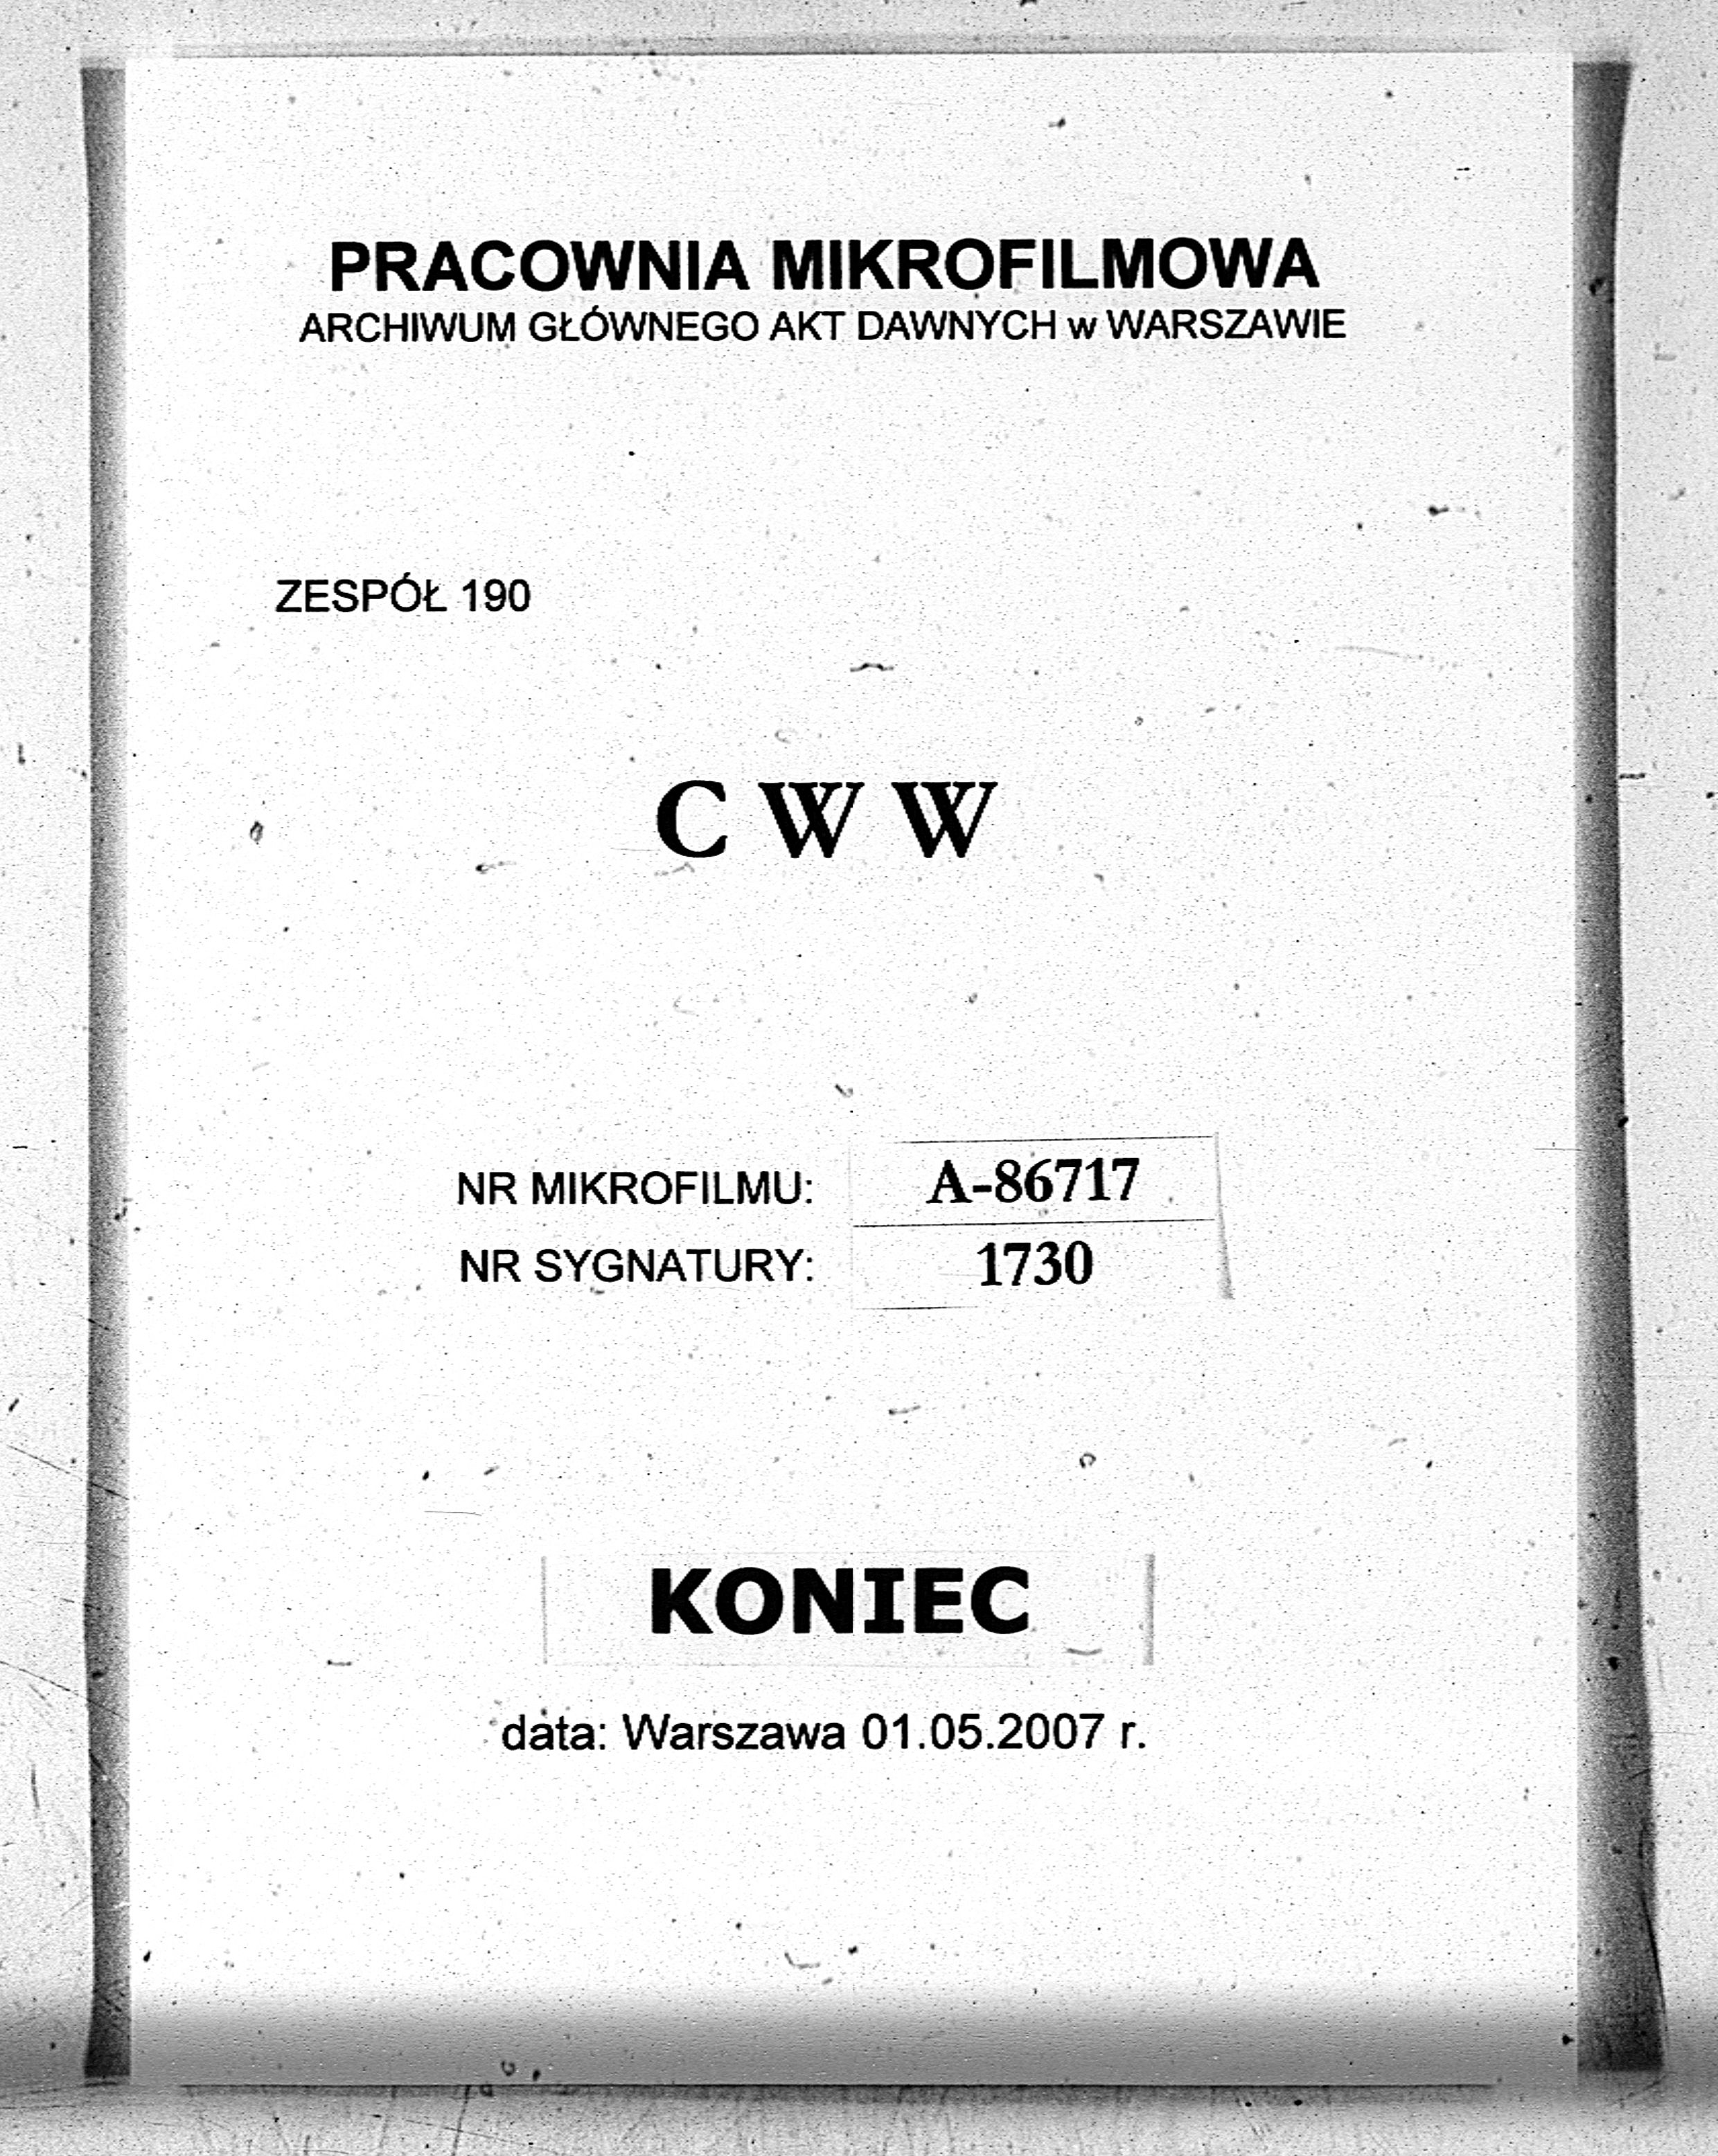 PRACOWNIA MIKROFILMOWA
ARCHIWUM GŁÓWNEGO AKT DAWNYCH w WARSZAWIE
ZESPÓŁ 190
C W W
NR MIKROFILMU: A-86717
NR SYGNATURY: 1730
KONIEC
data: Warszawa 01.05.2007 r.